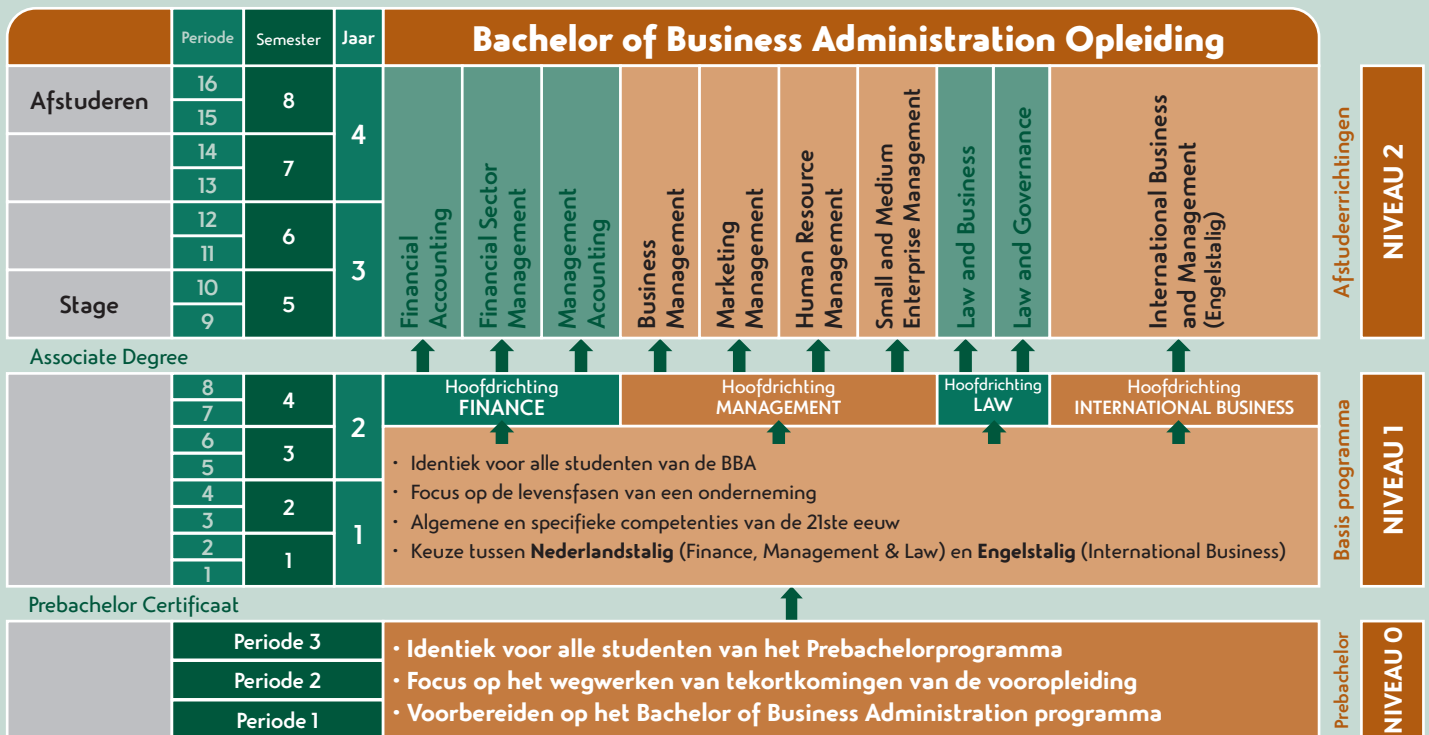 Periode
Semester
Jaar
Bachelor of Business Administration Opleiding
Afstuderen
16
15
14
13
12
11
10
9
8
7
6
5
4
3
Stage
Financial
Accounting
Financial Sector
Management
Management
Acounting
Business
Management
Marketing
Management
Human Resource
Management
Small and Medium
Enterprise Management
Law and Business
Law and Governance
International Business
and Management
(Engelstalig)
Afstudeerrichtingen
NIVEAU 2
Associate Degree
8
7
6
5
4
3
2
1
4
3
2
1
2
1
Hoofdrichting
FINANCE
Hoofdrichting
MANAGEMENT
Hoofdrichting
LAW
Hoofdrichting
INTERNATIONAL BUSINESS
· Identiek voor alle studenten van de BBA
· Focus op de levensfasen van een onderneming
· Algemene en specifieke competenties van de 21ste eeuw
· Keuze tussen Nederlandstalig (Finance, Management & Law) en Engelstalig (International Business)
Basis programma
NIVEAU 1
Prebachelor Certificaat
Periode 3
Periode 2
Periode 1
· Identiek voor alle studenten van het Prebachelorprogramma
· Focus op het wegwerken van tekortkomingen van de vooropleiding
· Voorbereiden op het Bachelor of Business Administration programma
Prebachelor
NIVEAU 0